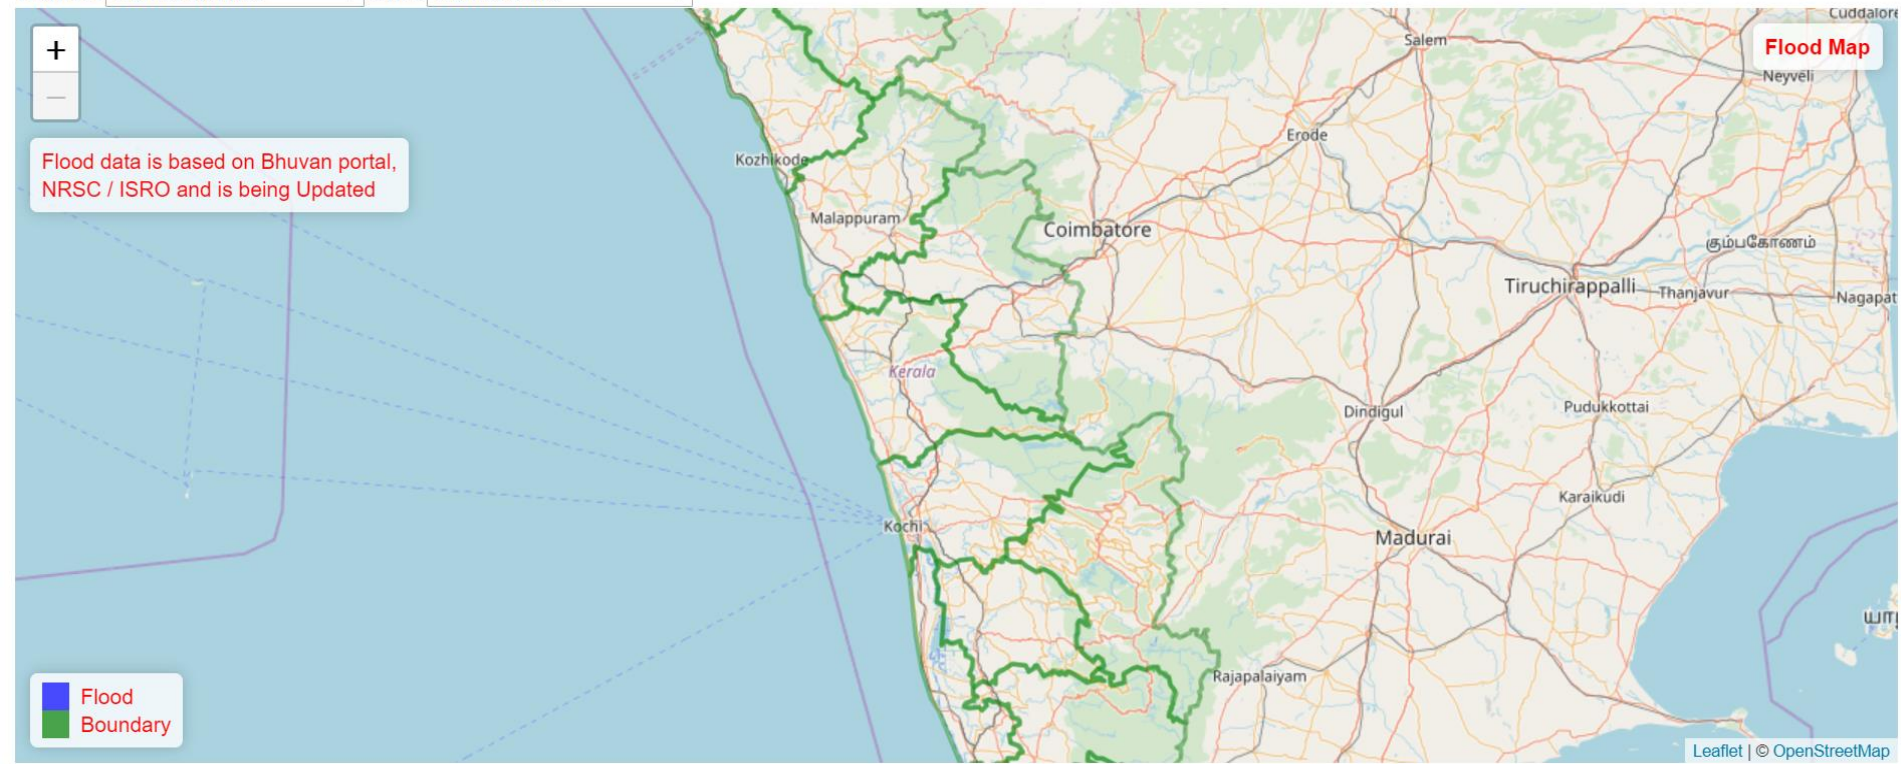 Cuddalore
+
Salem
Flood Map
Neyveli
−
Flood data is based on Bhuvan portal,
NRSC / ISRO and is being Updated
Kozhikode
Erode
Malappuram
Coimbatore
கும்பகோணம்
Tiruchirappalli
Thanjavur
Nagapat
Kerala
Dindigul
Pudukkottai
Karaikudi
Kochi
Madurai
Rajapalaiyam
Flood
Boundary
Leaflet | © OpenStreetMap